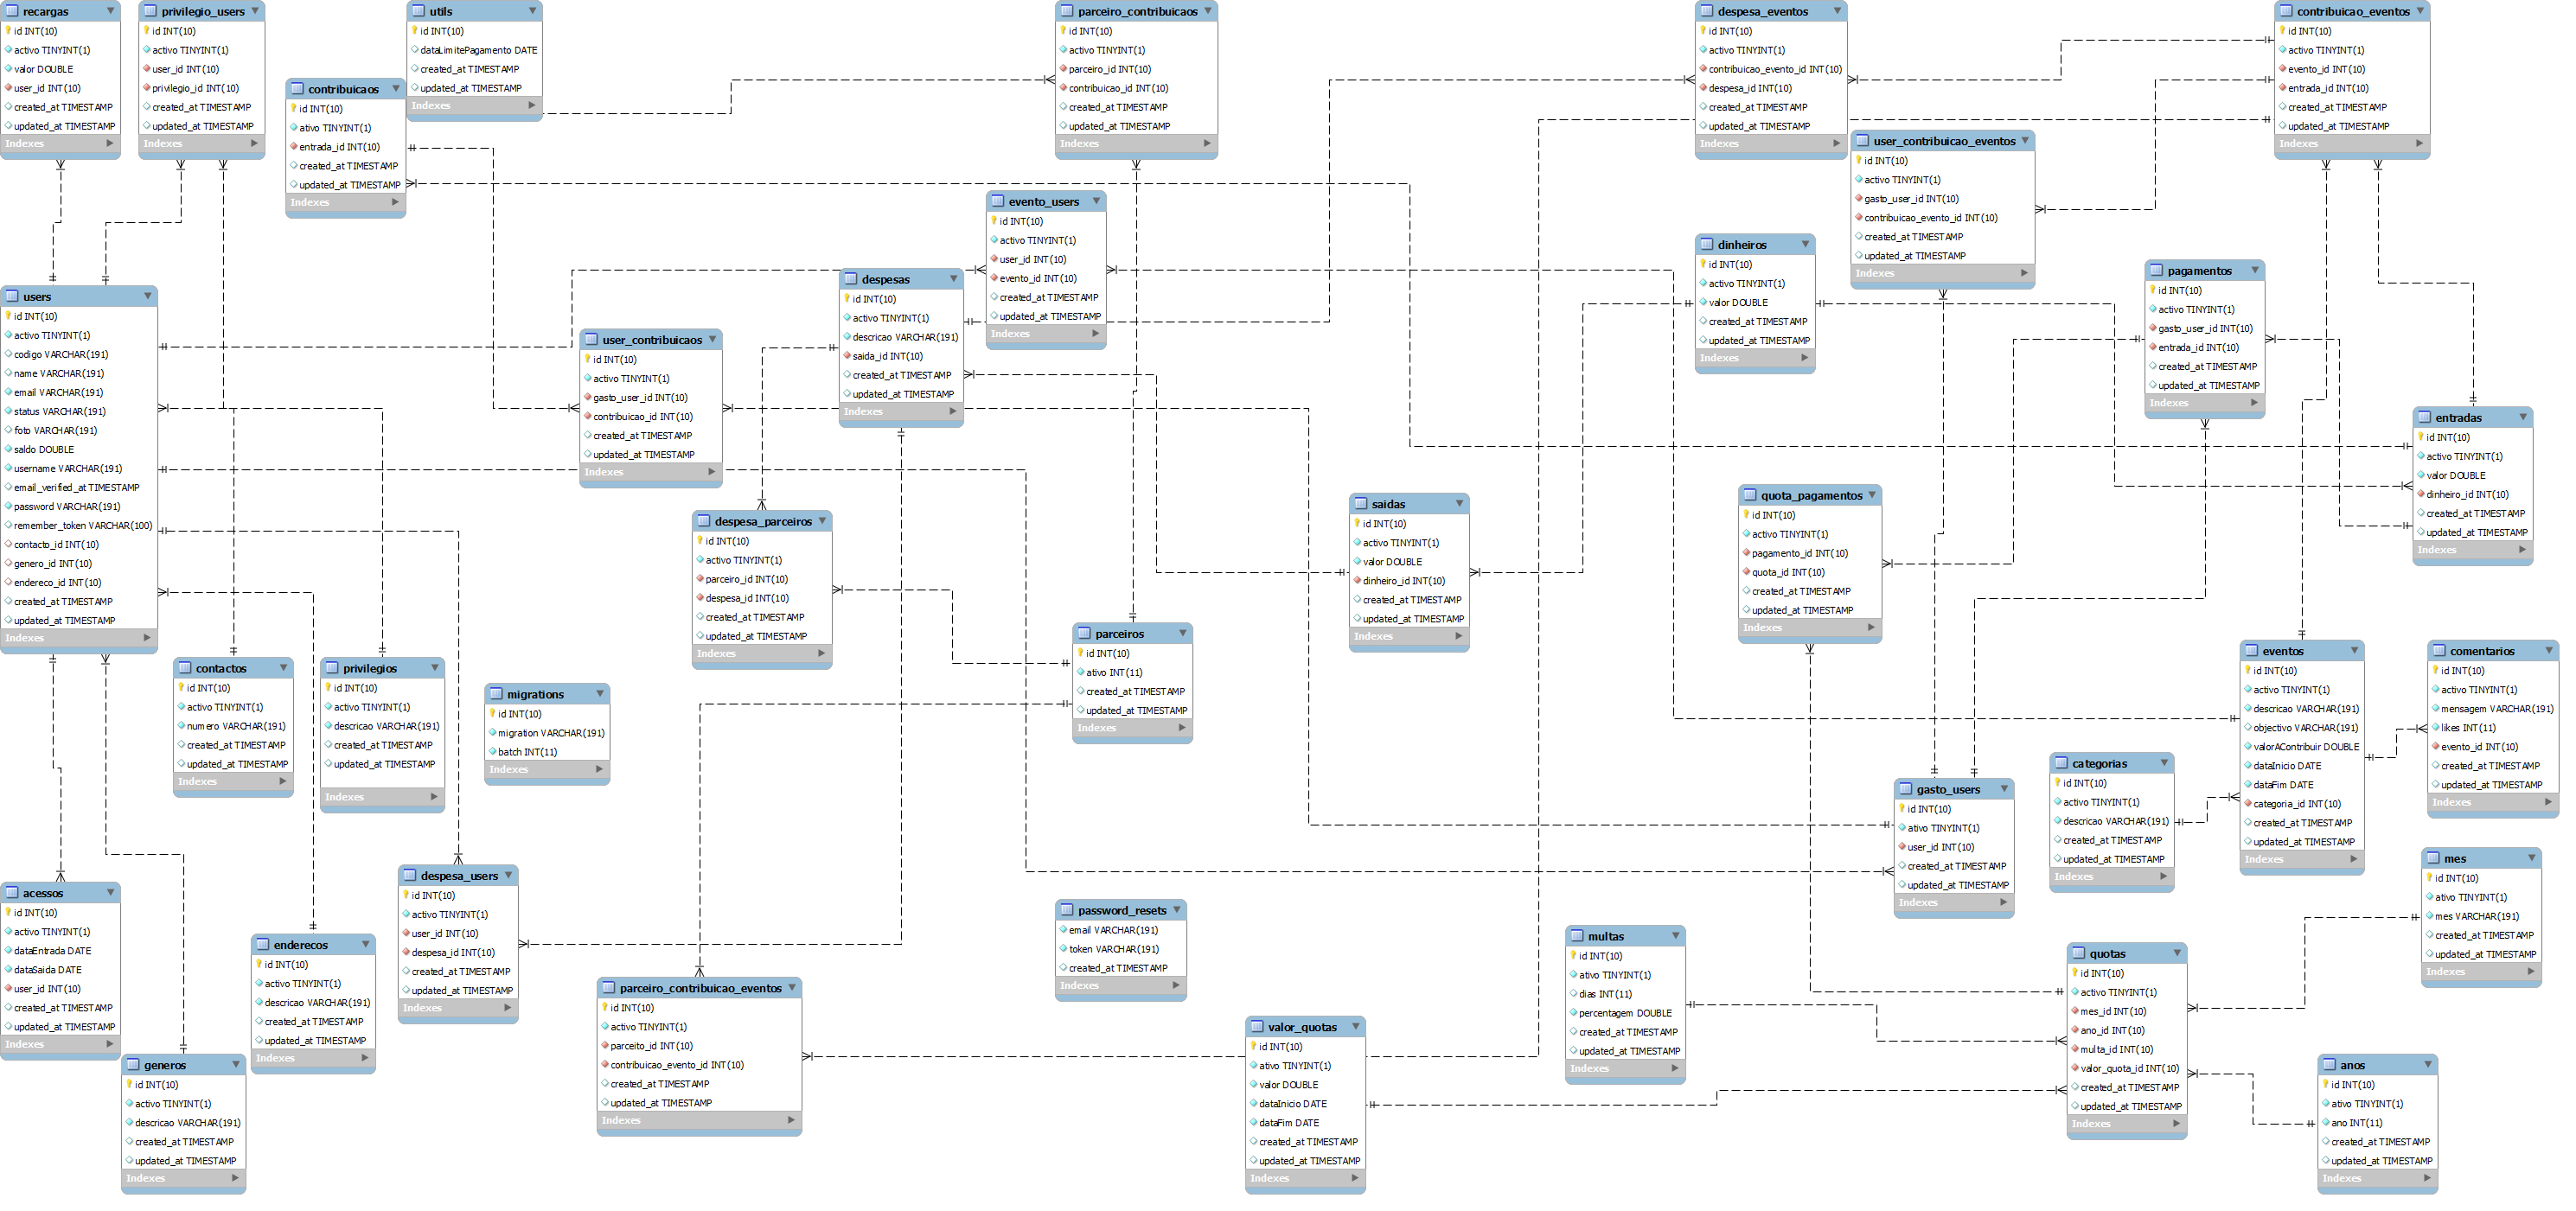 recargas
id INT(10)
activo TINYINT(1)
valor DOUBLE
user_id INT(10)
created_at TIMESTAMP
updated_at TIMESTAMP
Indexes
privilegio_users
id INT(10)
activo TINYINT(1)
user_id INT(10)
privilegio_id INT(10)
created_at TIMESTAMP
updated_at TIMESTAMP
Indexes
utils
id INT(10)
dataLimitePagamento DATE
created_at TIMESTAMP
updated_at TIMESTAMP
Indexes
contribuicaos
id INT(10)
ativo TINYINT(1)
entrada_id INT(10)
created_at TIMESTAMP
updated_at TIMESTAMP
Indexes
parceiro_contribuicaos
id INT(10)
activo TINYINT(1)
parceiro_id INT(10)
contribuicao_id INT(10)
created_at TIMESTAMP
updated_at TIMESTAMP
Indexes
despesa_eventos
id INT(10)
activo TINYINT(1)
contribuicao_evento_id INT(10)
despesa_id INT(10)
created_at TIMESTAMP
updated_at TIMESTAMP
Indexes
contribuicao_eventos
id INT(10)
activo TINYINT(1)
evento_id INT(10)
entrada_id INT(10)
created_at TIMESTAMP
updated_at TIMESTAMP
Indexes
user_contribuicao_eventos
id INT(10)
activo TINYINT(1)
gasto_user_id INT(10)
contribuicao_evento_id INT(10)
created_at TIMESTAMP
updated_at TIMESTAMP
Indexes
evento_users
id INT(10)
activo TINYINT(1)
user_id INT(10)
evento_id INT(10)
created_at TIMESTAMP
updated_at TIMESTAMP
Indexes
dinheiros
id INT(10)
activo TINYINT(1)
valor DOUBLE
created_at TIMESTAMP
updated_at TIMESTAMP
Indexes
pagamentos
id INT(10)
activo TINYINT(1)
gasto_user_id INT(10)
entrada_id INT(10)
created_at TIMESTAMP
updated_at TIMESTAMP
Indexes
despesas
id INT(10)
activo TINYINT(1)
descricao VARCHAR(191)
saida_id INT(10)
created_at TIMESTAMP
updated_at TIMESTAMP
Indexes
users
id INT(10)
activo TINYINT(1)
codigo VARCHAR(191)
name VARCHAR(191)
email VARCHAR(191)
status VARCHAR(191)
foto VARCHAR(191)
saldo DOUBLE
username VARCHAR(191)
email_verified_at TIMESTAMP
password VARCHAR(191)
remember_token VARCHAR(100)
contacto_id INT(10)
genero_id INT(10)
endereco_id INT(10)
created_at TIMESTAMP
updated_at TIMESTAMP
Indexes
user_contribuicaos
id INT(10)
activo TINYINT(1)
gasto_user_id INT(10)
contribuicao_id INT(10)
created_at TIMESTAMP
updated_at TIMESTAMP
Indexes
entradas
id INT(10)
activo TINYINT(1)
valor DOUBLE
dinheiro_id INT(10)
created_at TIMESTAMP
updated_at TIMESTAMP
Indexes
quota_pagamentos
id INT(10)
activo TINYINT(1)
pagamento_id INT(10)
quota_id INT(10)
created_at TIMESTAMP
updated_at TIMESTAMP
Indexes
saidas
id INT(10)
activo TINYINT(1)
valor DOUBLE
dinheiro_id INT(10)
created_at TIMESTAMP
updated_at TIMESTAMP
Indexes
despesa_parceiros
id INT(10)
activo TINYINT(1)
parceiro_id INT(10)
despesa_id INT(10)
created_at TIMESTAMP
updated_at TIMESTAMP
Indexes
parceiros
id INT(10)
ativo INT(11)
created_at TIMESTAMP
updated_at TIMESTAMP
Indexes
contactos
id INT(10)
activo TINYINT(1)
numero VARCHAR(191)
created_at TIMESTAMP
updated_at TIMESTAMP
Indexes
privilegios
id INT(10)
activo TINYINT(1)
descricao VARCHAR(191)
created_at TIMESTAMP
updated_at TIMESTAMP
Indexes
migrations
id INT(10)
migration VARCHAR(191)
batch INT(11)
Indexes
eventos
id INT(10)
activo TINYINT(1)
descricao VARCHAR(191)
objectivo VARCHAR(191)
valorAContribuir DOUBLE
dataInicio DATE
dataFim DATE
categoria_id INT(10)
created_at TIMESTAMP
updated_at TIMESTAMP
Indexes
comentarios
id INT(10)
activo TINYINT(1)
mensagem VARCHAR(191)
likes INT(11)
evento_id INT(10)
created_at TIMESTAMP
updated_at TIMESTAMP
Indexes
categorias
id INT(10)
activo TINYINT(1)
descricao VARCHAR(191)
created_at TIMESTAMP
updated_at TIMESTAMP
Indexes
gasto_users
id INT(10)
ativo TINYINT(1)
user_id INT(10)
created_at TIMESTAMP
updated_at TIMESTAMP
Indexes
mes
id INT(10)
ativo TINYINT(1)
mes VARCHAR(191)
created_at TIMESTAMP
updated_at TIMESTAMP
Indexes
acessos
id INT(10)
activo TINYINT(1)
dataEntrada DATE
dataSaida DATE
user_id INT(10)
created_at TIMESTAMP
updated_at TIMESTAMP
Indexes
despesa_users
id INT(10)
activo TINYINT(1)
user_id INT(10)
despesa_id INT(10)
created_at TIMESTAMP
updated_at TIMESTAMP
Indexes
enderecos
id INT(10)
activo TINYINT(1)
descricao VARCHAR(191)
created_at TIMESTAMP
updated_at TIMESTAMP
Indexes
password_resets
email VARCHAR(191)
token VARCHAR(191)
created_at TIMESTAMP
Indexes
multas
id INT(10)
ativo TINYINT(1)
dias INT(11)
percentagem DOUBLE
created_at TIMESTAMP
updated_at TIMESTAMP
Indexes
quotas
id INT(10)
activo TINYINT(1)
mes_id INT(10)
ano_id INT(10)
multa_id INT(10)
valor_quota_id INT(10)
created_at TIMESTAMP
updated_at TIMESTAMP
Indexes
parceiro_contribuicao_eventos
id INT(10)
activo TINYINT(1)
parceito_id INT(10)
contribuicao_evento_id INT(10)
created_at TIMESTAMP
updated_at TIMESTAMP
Indexes
valor_quotas
id INT(10)
ativo TINYINT(1)
valor DOUBLE
dataInicio DATE
dataFim DATE
created_at TIMESTAMP
updated_at TIMESTAMP
Indexes
generos
id INT(10)
activo TINYINT(1)
descricao VARCHAR(191)
created_at TIMESTAMP
updated_at TIMESTAMP
Indexes
anos
id INT(10)
ativo TINYINT(1)
ano INT(11)
created_at TIMESTAMP
updated_at TIMESTAMP
Indexes